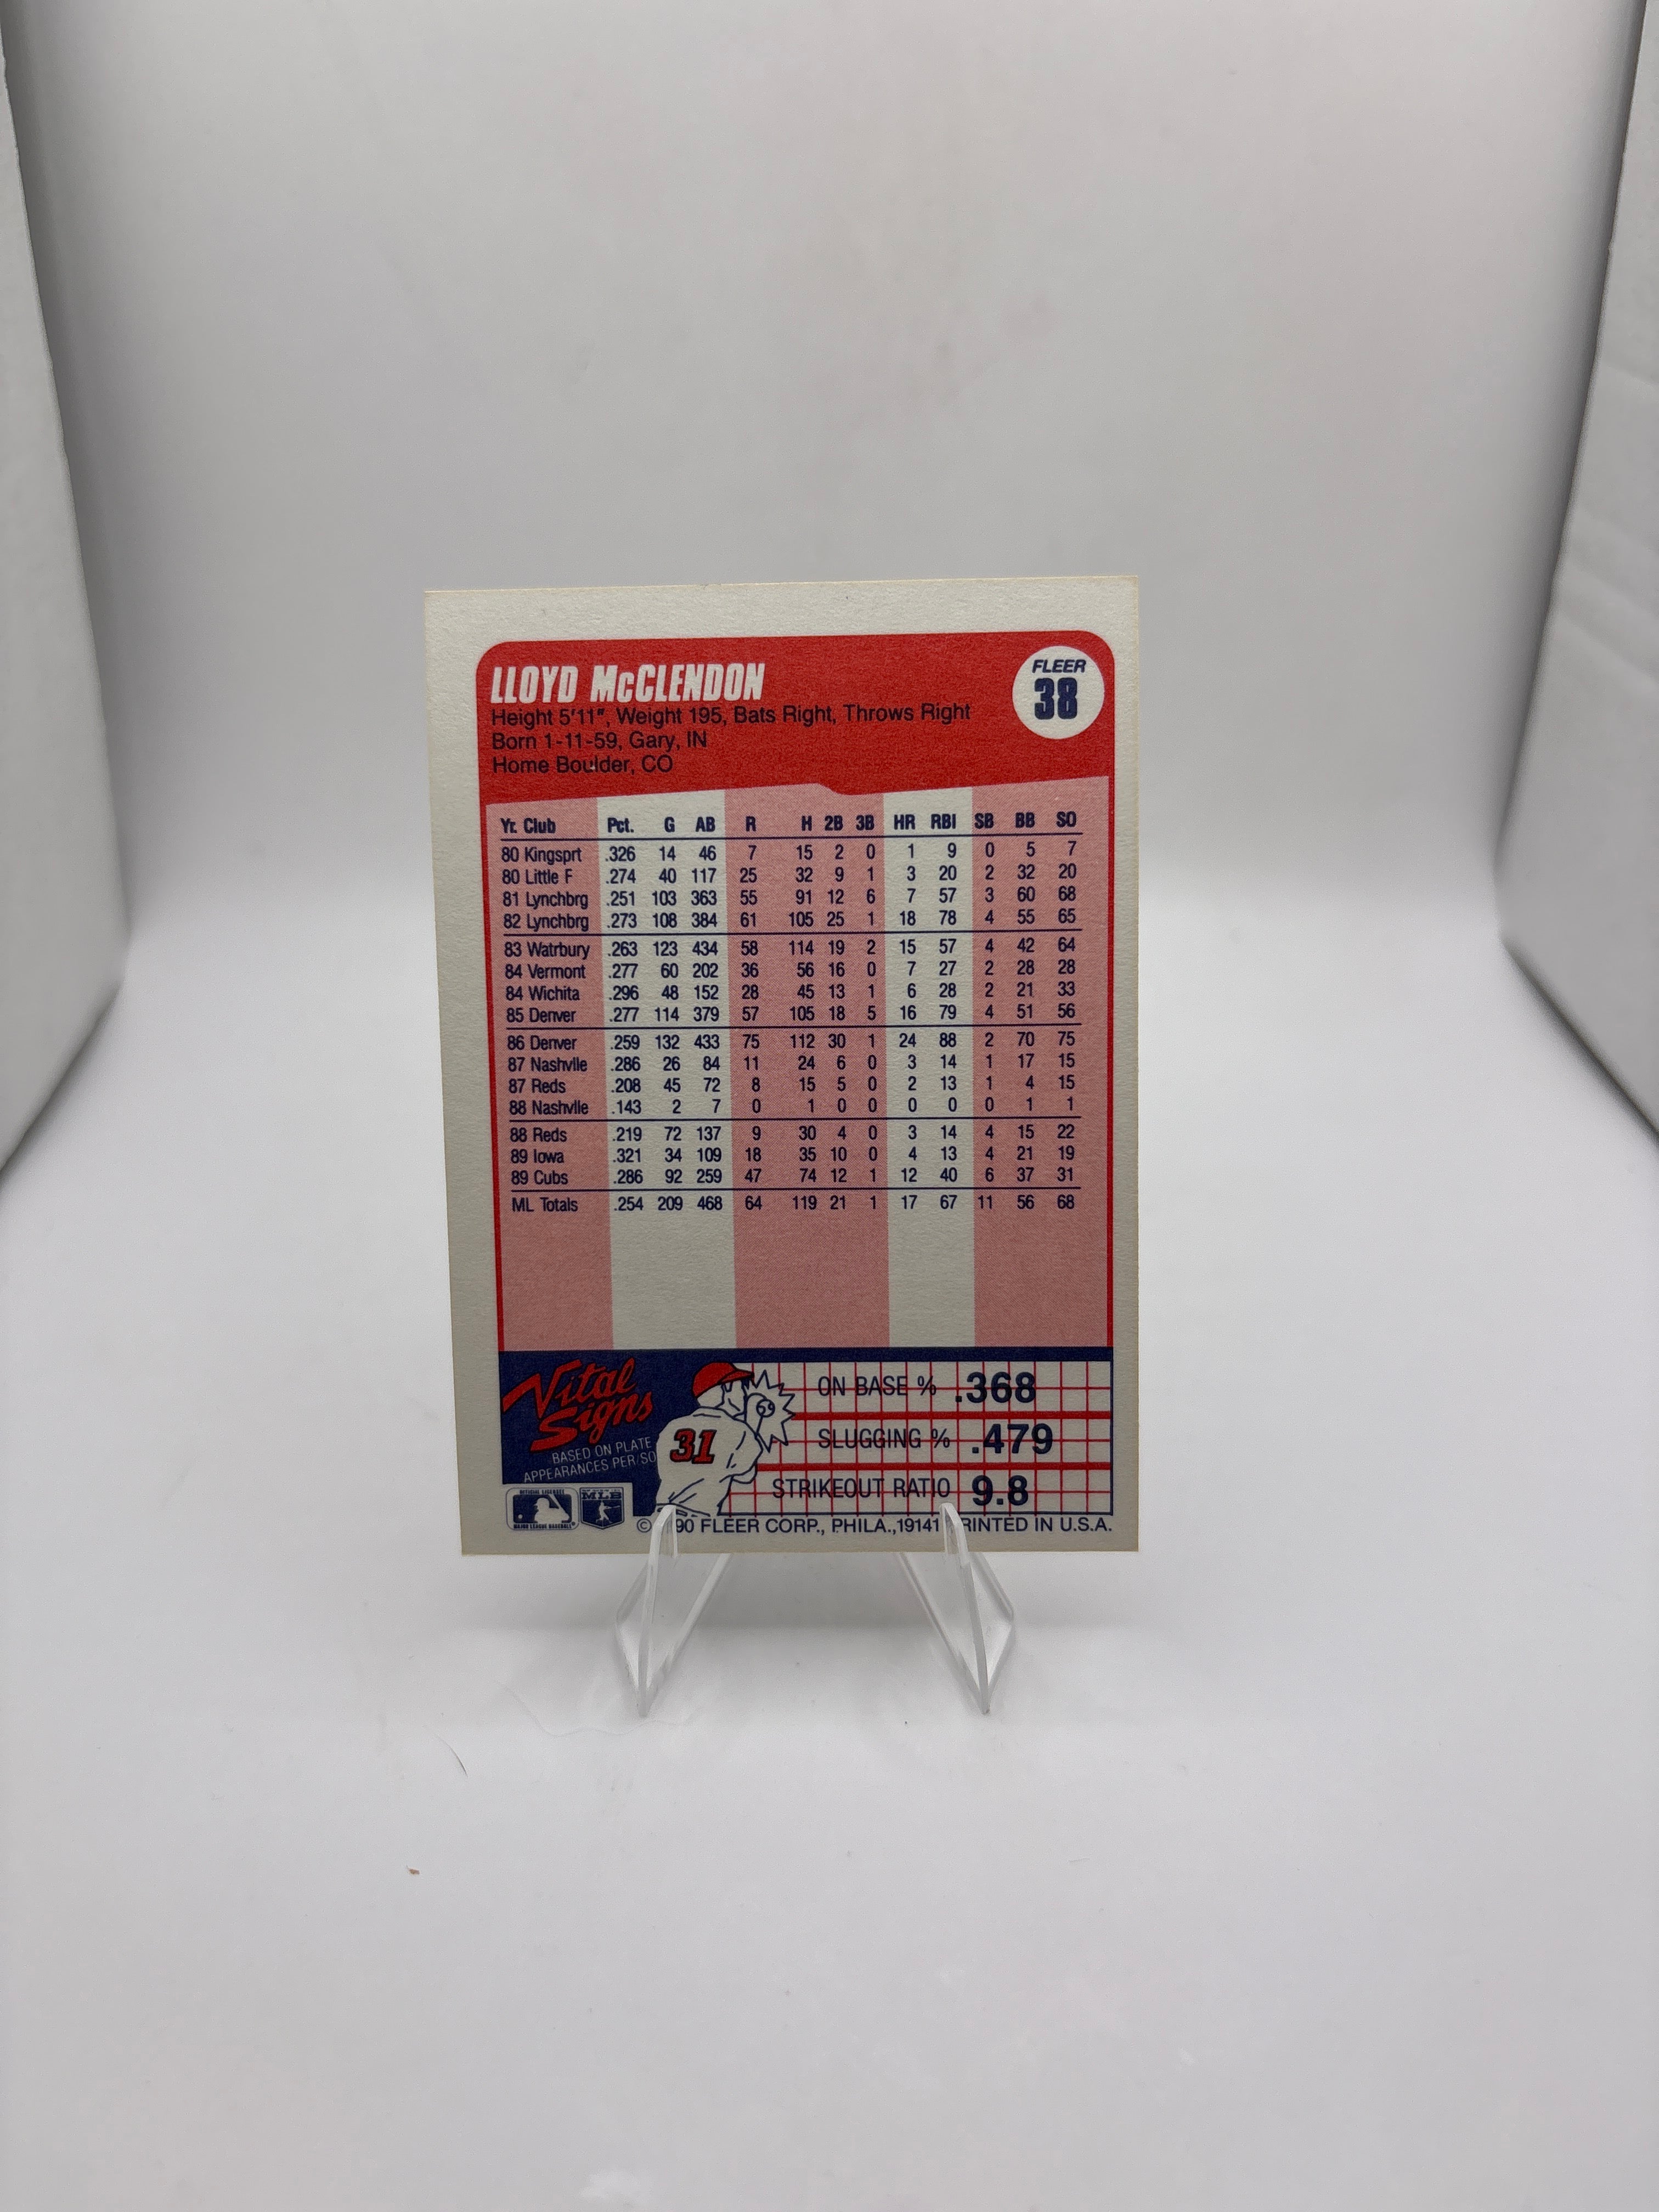 LLOYD McCLENDON
FLEER
38
Height 5'11", Weight 195, Bats Right, Throws Right
Born 1-11-59, Gary, IN
Home Boulder, CO
Yr. Club Pct. G AB R H 2B 3B HR RBI SB BB SO
80 Kingsprt .326 14 46 7 15 2 0 1 9 0 5 7
80 Little F .274 40 117 25 32 9 1 3 20 2 32 20
81 Lynchbrg .251 103 363 55 91 12 6 7 57 3 60 68
82 Lynchbrg .273 108 384 61 105 25 1 18 78 4 55 65
83 Watrbury .263 123 434 58 114 19 2 15 57 4 42 64
84 Vermont .277 60 202 36 56 16 0 7 27 2 28 28
84 Wichita .296 48 152 28 45 13 1 6 28 2 21 33
85 Denver .277 114 379 57 105 18 5 16 79 4 51 56
86 Denver .259 132 433 75 112 30 1 24 88 2 70 75
87 Nashvlle .286 26 84 11 24 6 0 3 14 1 17 15
87 Reds .208 45 72 8 15 5 0 2 13 1 4 15
88 Nashvlle .143 2 7 0 1 0 0 0 0 0 1 1
88 Reds .219 72 137 9 30 4 0 3 14 4 15 22
89 Iowa .321 34 109 18 35 10 0 4 13 4 21 19
89 Cubs .286 92 259 47 74 12 1 12 40 6 37 31
ML Totals .254 209 468 64 119 21 1 17 67 11 56 68
Vital
Signs
BASED ON PLATE
APPEARANCES PER/SO
31
ON BASE % .368
SLUGGING % .479
STRIKEOUT RATIO 9.8
MLB
© 90 FLEER CORP., PHILA.,19141 RINTED IN U.S.A.